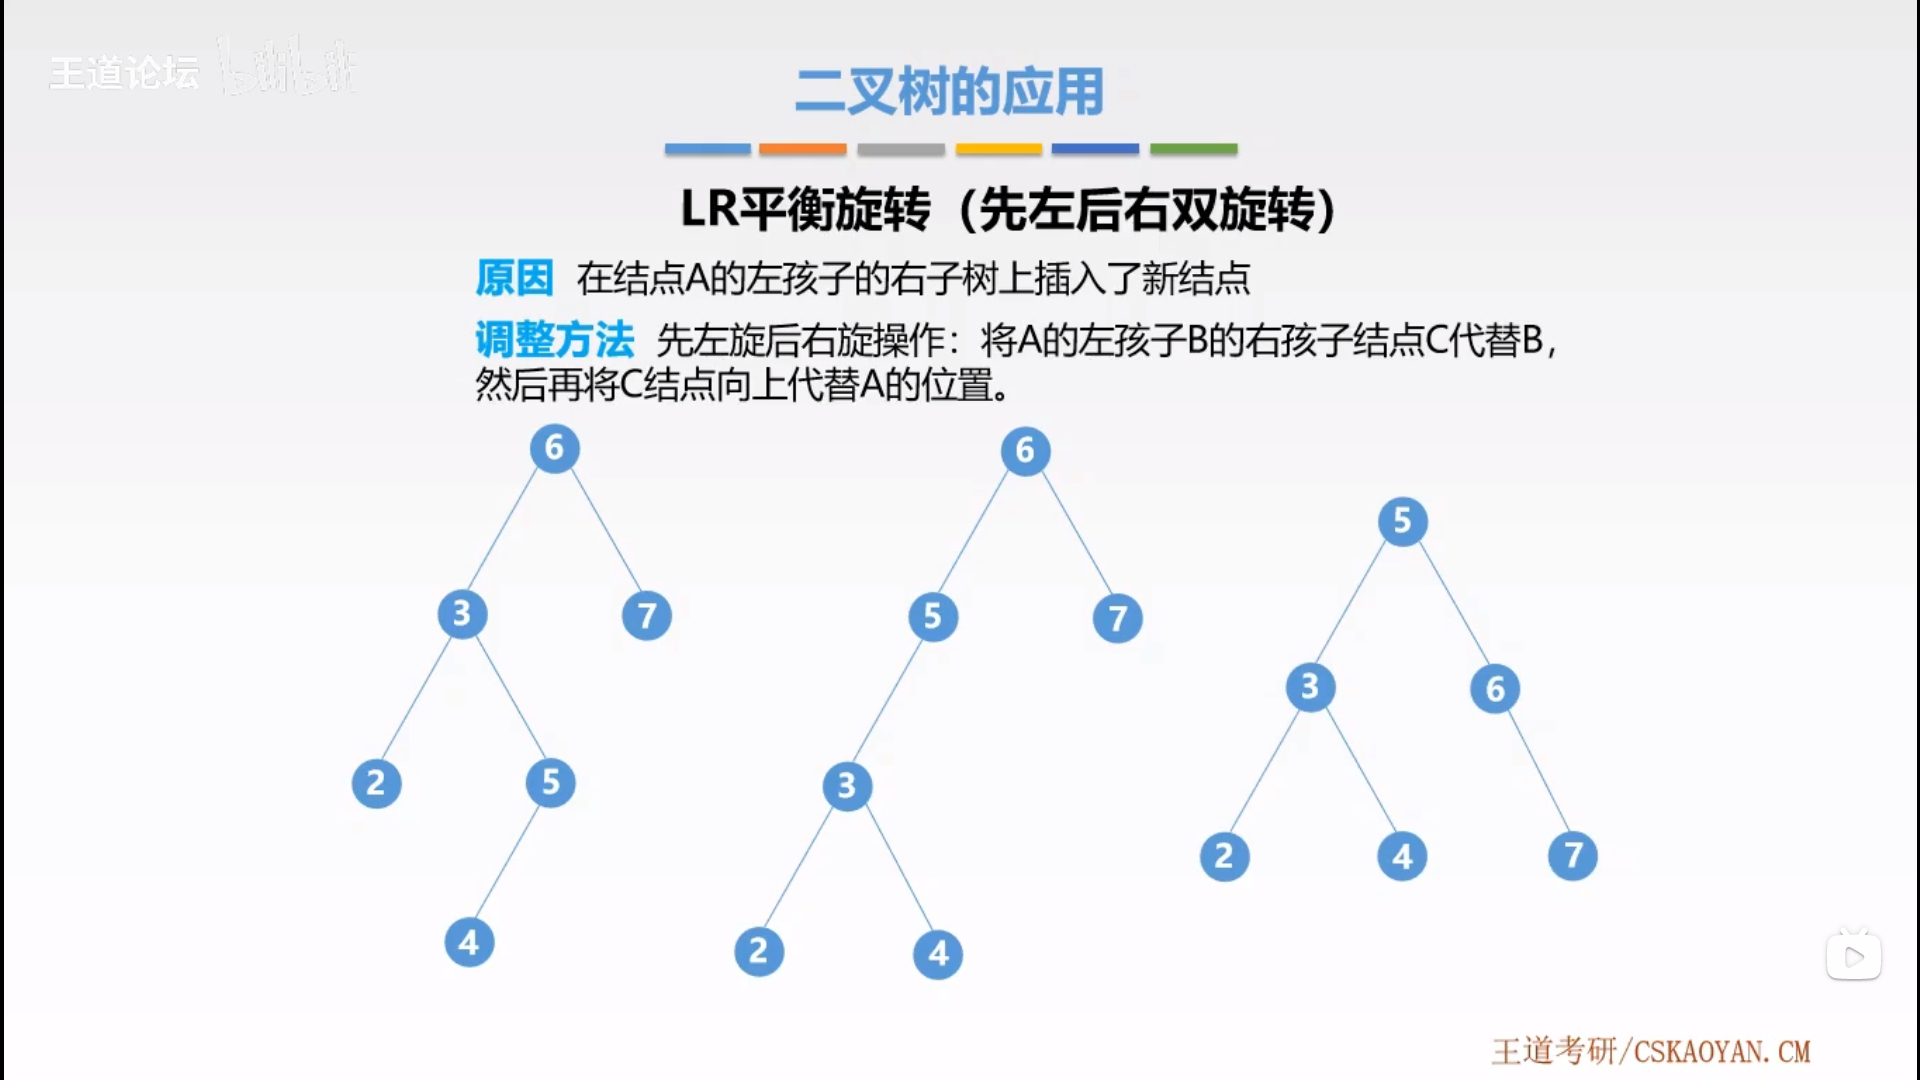 王道论坛 bilibili
二叉树的应用
LR平衡旋转（先左后右双旋转）
原因 在结点A的左孩子的右子树上插入了新结点
调整方法 先左旋后右旋操作：将A的左孩子B的右孩子结点C代替B，
然后再将C结点向上代替A的位置。
6
3
7
2
5
4
6
5
7
3
2
4
5
3
6
2
4
7
王道考研/CSKAOYAN.CM